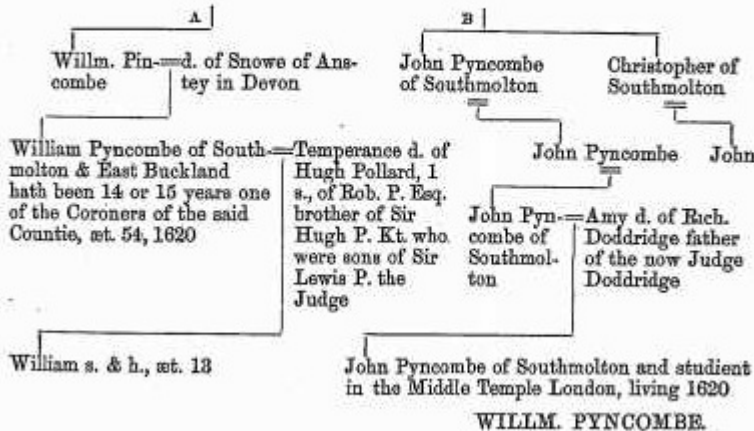 A
B
Willm. Pin-
combe
d. of Snowe of Ans-
tey in Devon
John Pyncombe
of Southmolton
Christopher of
Southmolton
William Pyncombe of South-
molton & East Buckland
hath been 14 or 15 years one
of the Coroners of the said
Countie, æt. 54, 1620
Temperance d. of
Hugh Pollard, 1
s., of Rob. P. Esq.
brother of Sir
Hugh P. Kt. who
were sons of Sir
Lewis P. the
Judge
John Pyncombe
John
John Pyn-
combe of
Southmol-
ton
Amy d. of Rich.
Doddridge father
of the now Judge
Doddridge
William s. & h., æt. 13
John Pyncombe of Southmolton and studient
in the Middle Temple London, living 1620
WILLM. PYNCOMBE.